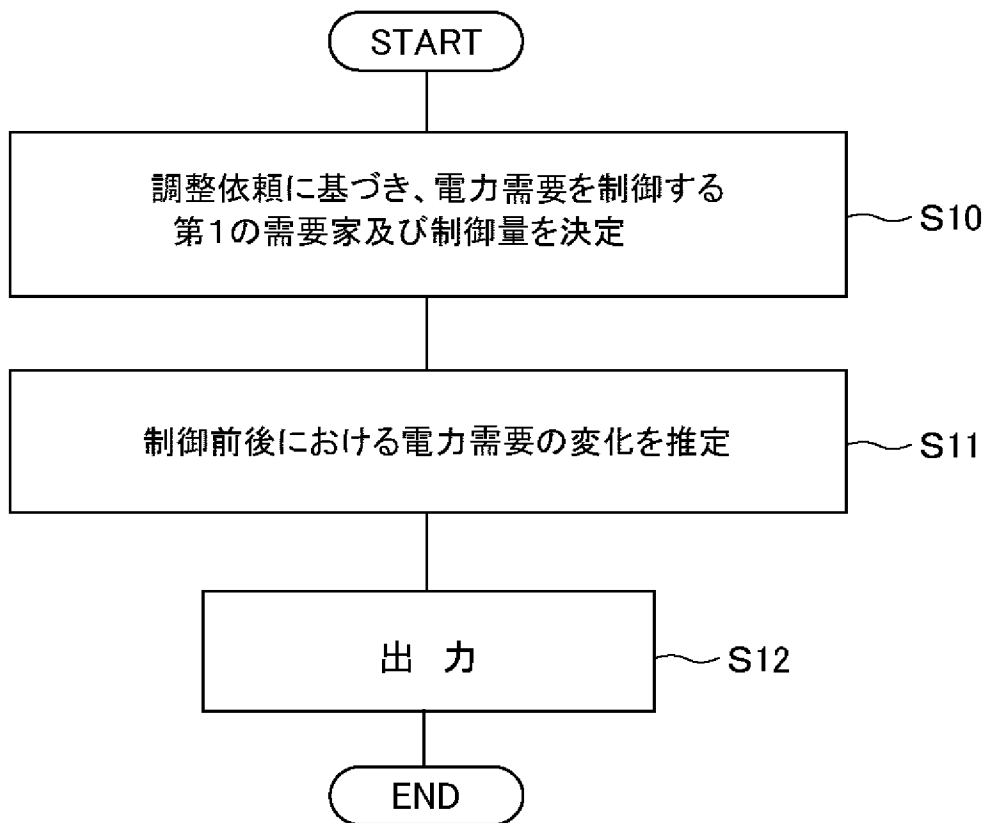 START
調整依頼に基づき、電力需要を制御する
第1の需要家及び制御量を決定
S10
制御前後における電力需要の変化を推定
S11
出 力
S12
END